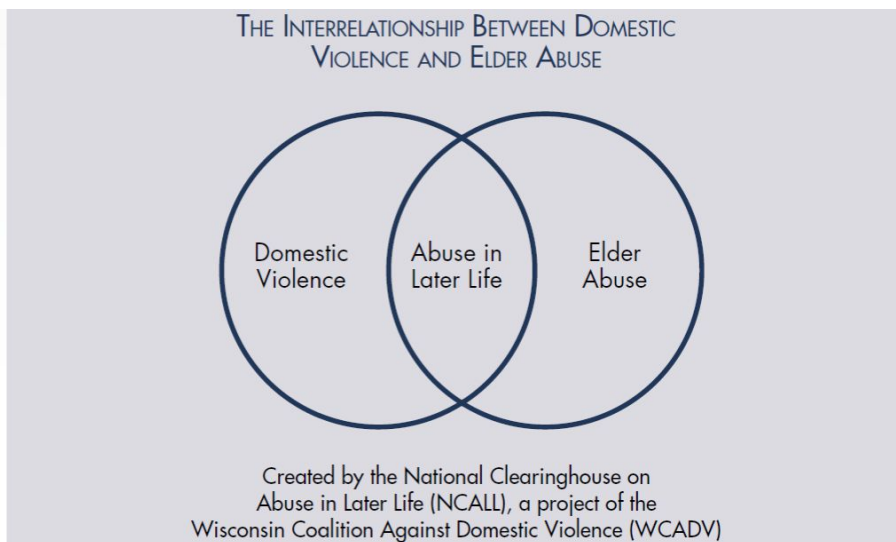 THE INTERRELATIONSHIP BETWEEN DOMESTIC
VIOLENCE AND ELDER ABUSE
Domestic
Violence
Abuse in
Later Life
Elder
Abuse
Created by the National Clearinghouse on
Abuse in Later Life (NCALL), a project of the
Wisconsin Coalition Against Domestic Violence (WCADV)